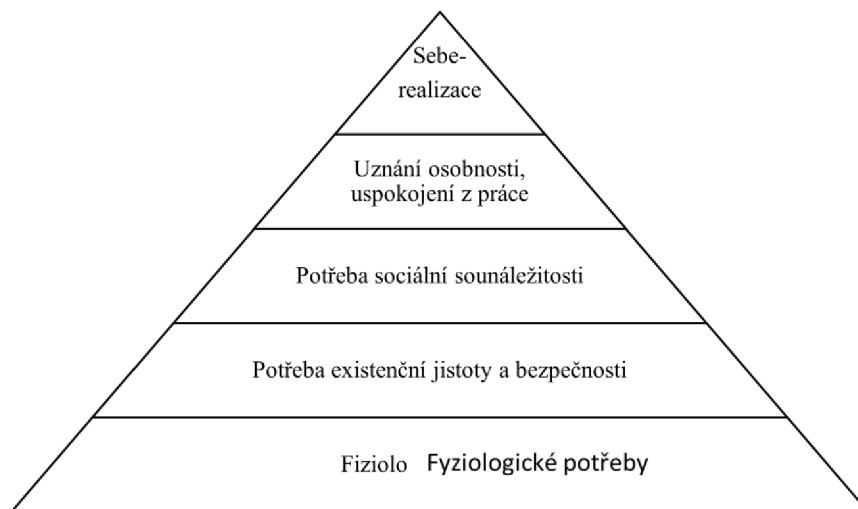 Sebe-
realizace
Uznání osobnosti,
uspokojení z práce
Potřeba sociální sounáležitosti
Potřeba existenční jistoty a bezpečnosti
Fiziolo Fyziologické potřeby